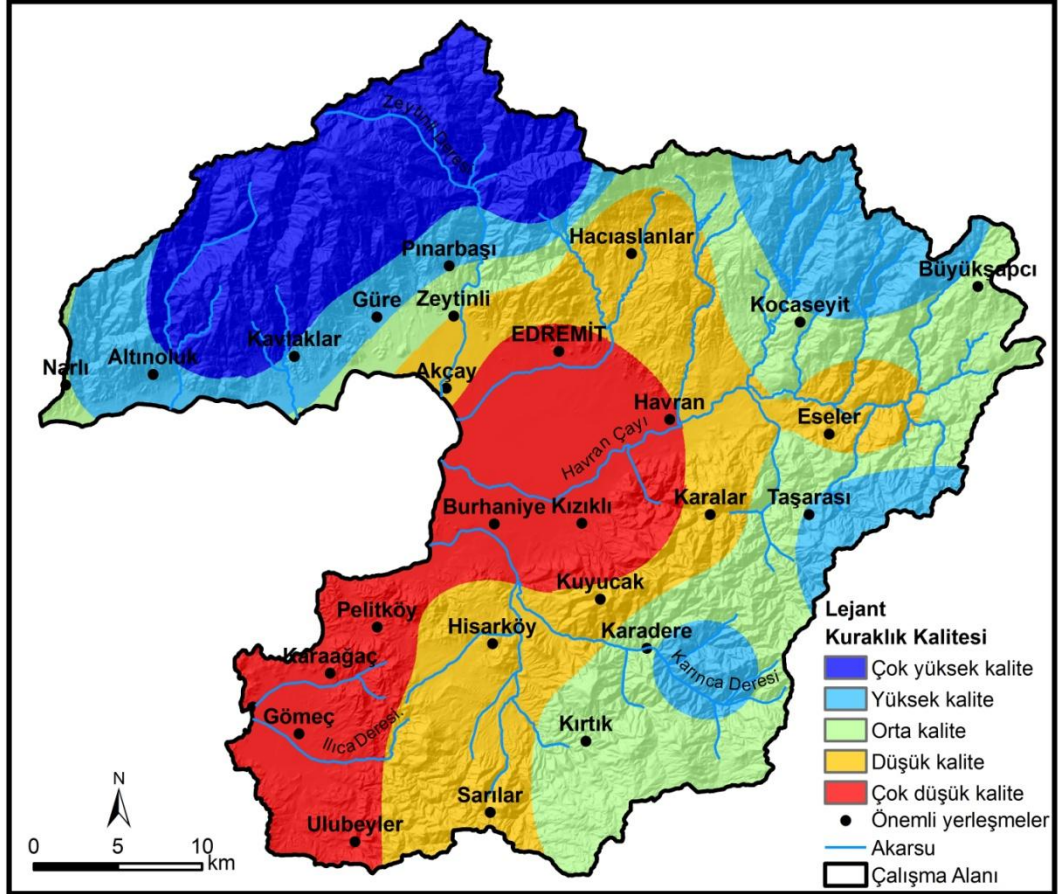 Zeytinli Deresi
Pınarbaşı
Hacıaslanlar
Büyükşapcı
Güre
Zeytinli
Kocaseyit
Kavlaklar
EDREMİT
Narlı
Altınoluk
Akçay
Havran
Eseler
Havran Çayı
Burhaniye
Kızıklı
Karalar
Taşarası
Kuyucak
Pelitköy
Hisarköy
Karadere
Karaağaç
Karınca Deresi
Gömeç
Ilıca Deresi.
Kırtık
Sarılar
Ulubeyler
N
0 5 10
km
Lejant
Kuraklık Kalitesi
Çok yüksek kalite
Yüksek kalite
Orta kalite
Düşük kalite
Çok düşük kalite
Önemli yerleşmeler
Akarsu
Çalışma Alanı